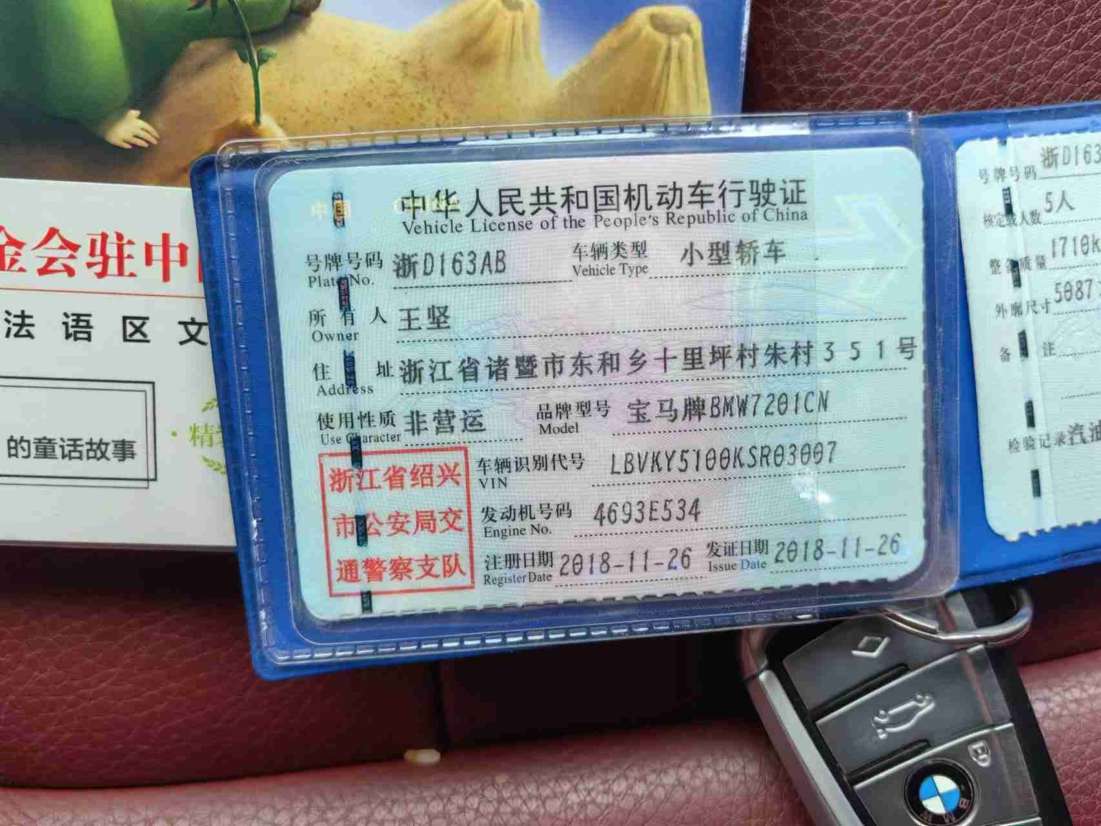 中华人民共和国机动车行驶证
Vehicle License of the People's Republic of China
号牌号码 浙D163AB 车辆类型 小型轿车
Plate No. Vehicle Type
所有人 王坚
Owner
住址 浙江省诸暨市东和乡十里坪村朱村351号
Address
使用性质 非营运 品牌型号 宝马牌BMW7201CN
Use Character Model
车辆识别代号 LBVKY5100KSR03007
VIN
发动机号码 4693E534
Engine No.
注册日期 2018-11-26 发证日期 2018-11-26
Register Date Issue Date
浙江省绍兴
市公安局交
通警察支队
号牌号码 浙D163
核定载人数 5人
整备质量 1710k
外廓尺寸 5087
备注
检验记录 汽油
金会驻中
法语区文
的童话故事
·精
BMW